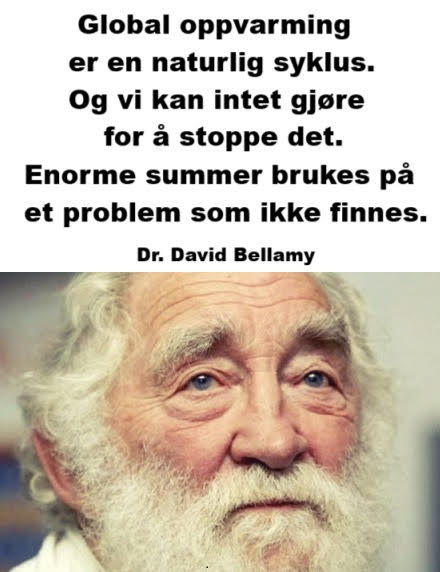 Global oppvarming
er en naturlig syklus.
Og vi kan intet gjøre
for å stoppe det.
Enorme summer brukes på
et problem som ikke finnes.
Dr. David Bellamy